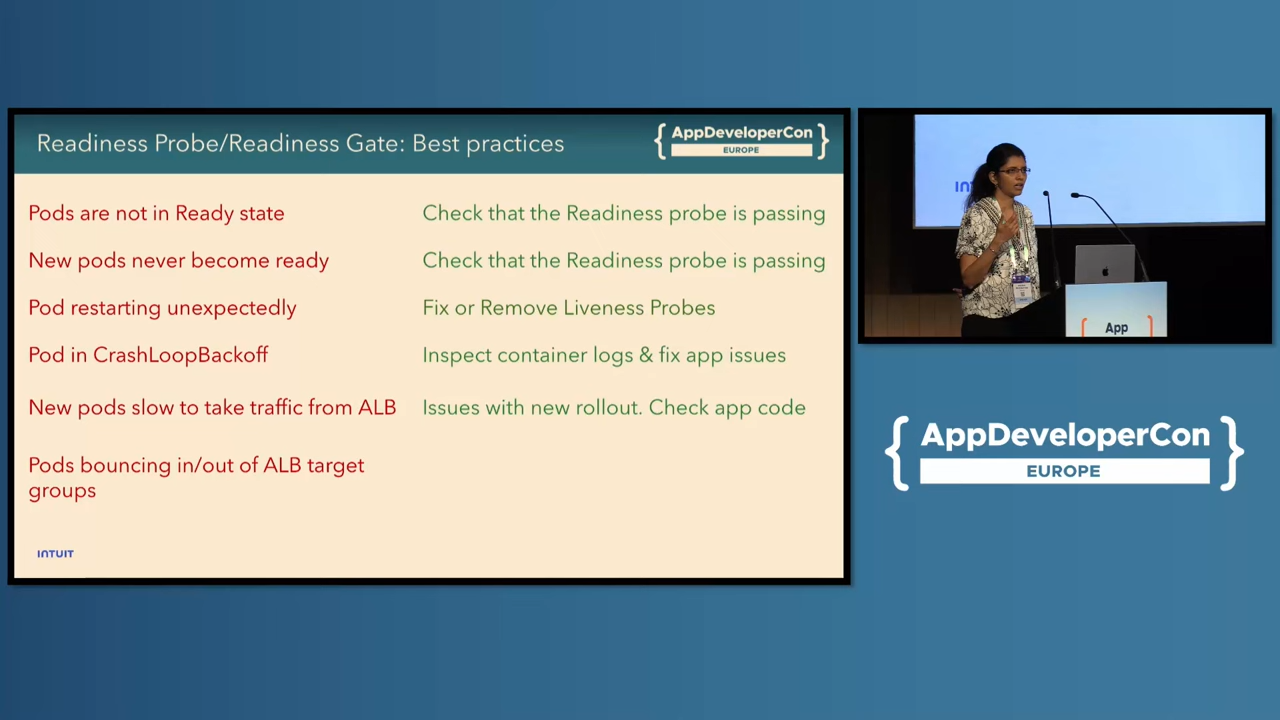 Readiness Probe/Readiness Gate: Best practices
{ AppDeveloperCon }
EUROPE
Pods are not in Ready state
Check that the Readiness probe is passing
New pods never become ready
Check that the Readiness probe is passing
Pod restarting unexpectedly
Fix or Remove Liveness Probes
Pod in CrashLoopBackoff
Inspect container logs & fix app issues
New pods slow to take traffic from ALB
Issues with new rollout. Check app code
Pods bouncing in/out of ALB target
groups
INTUIT
App
{ AppDeveloperCon }
EUROPE